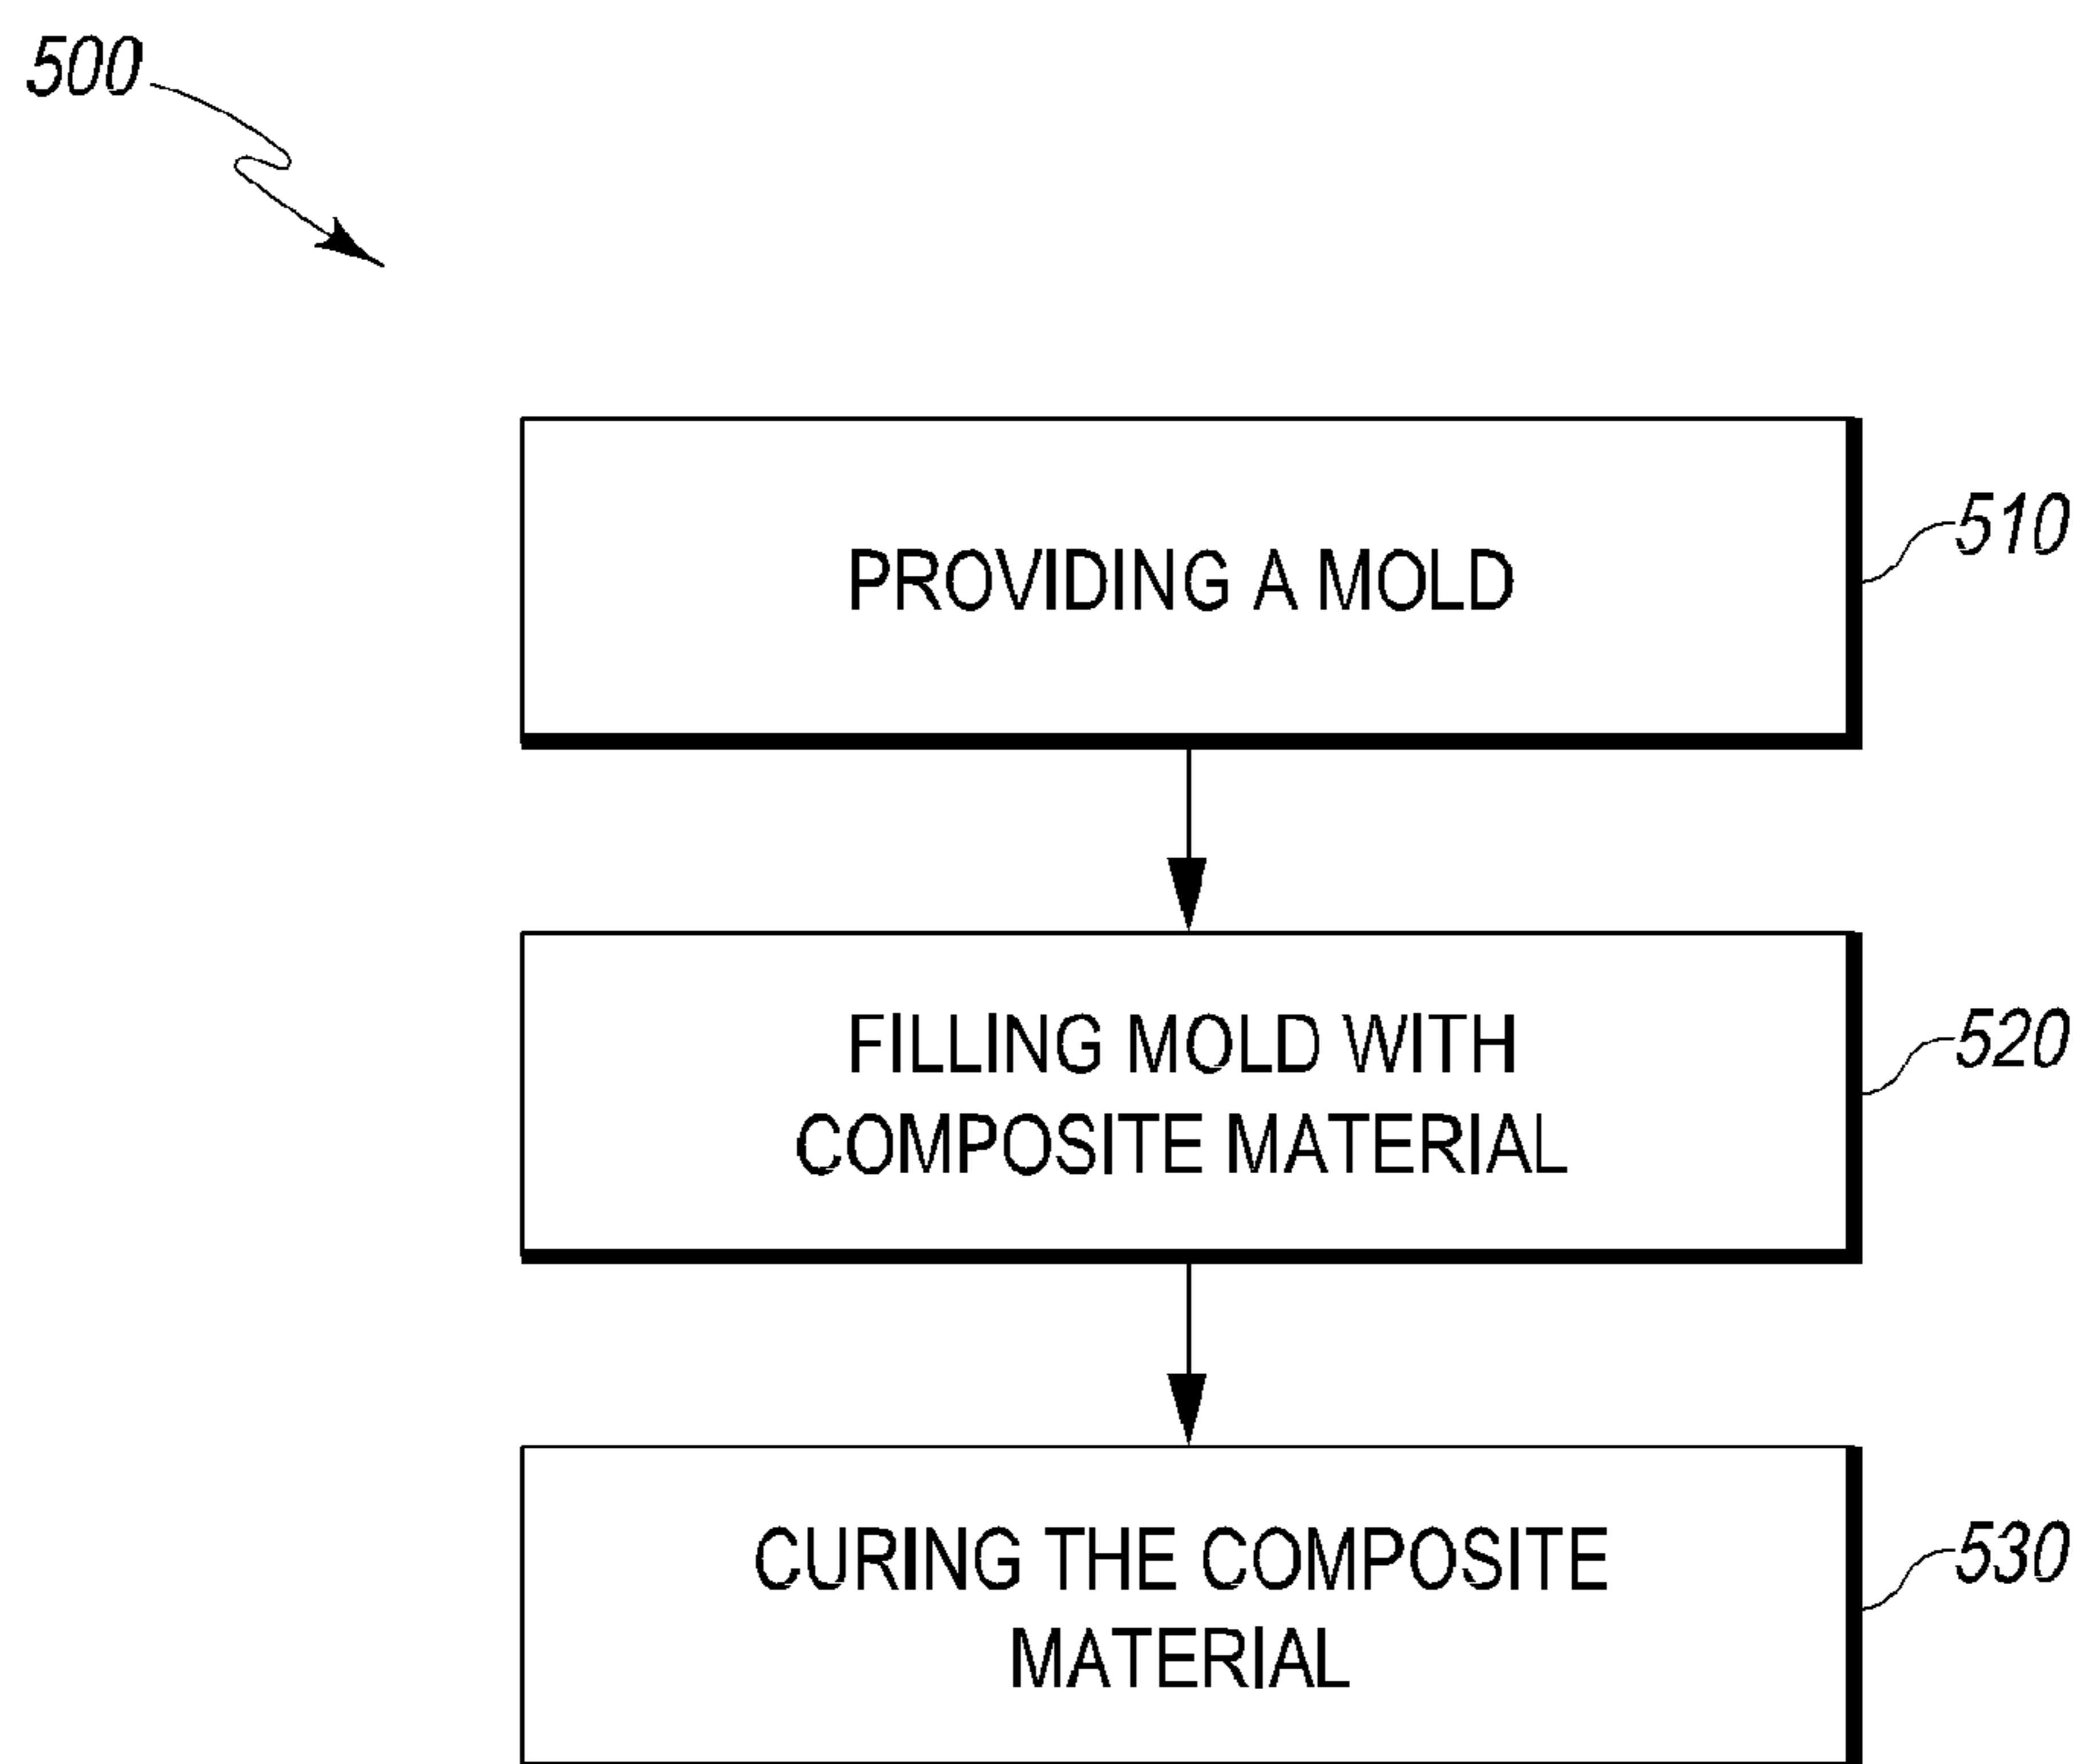 500
PROVIDING A MOLD
510
FILLING MOLD WITH
COMPOSITE MATERIAL
520
CURING THE COMPOSITE
MATERIAL
530